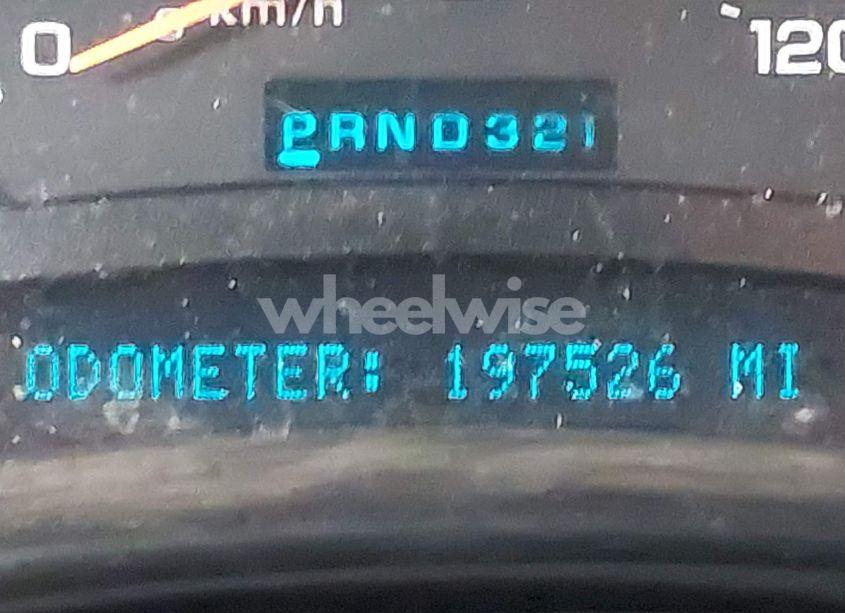 0 km/h 120
PRND321
wheelwise
ODOMETER: 197526 MI